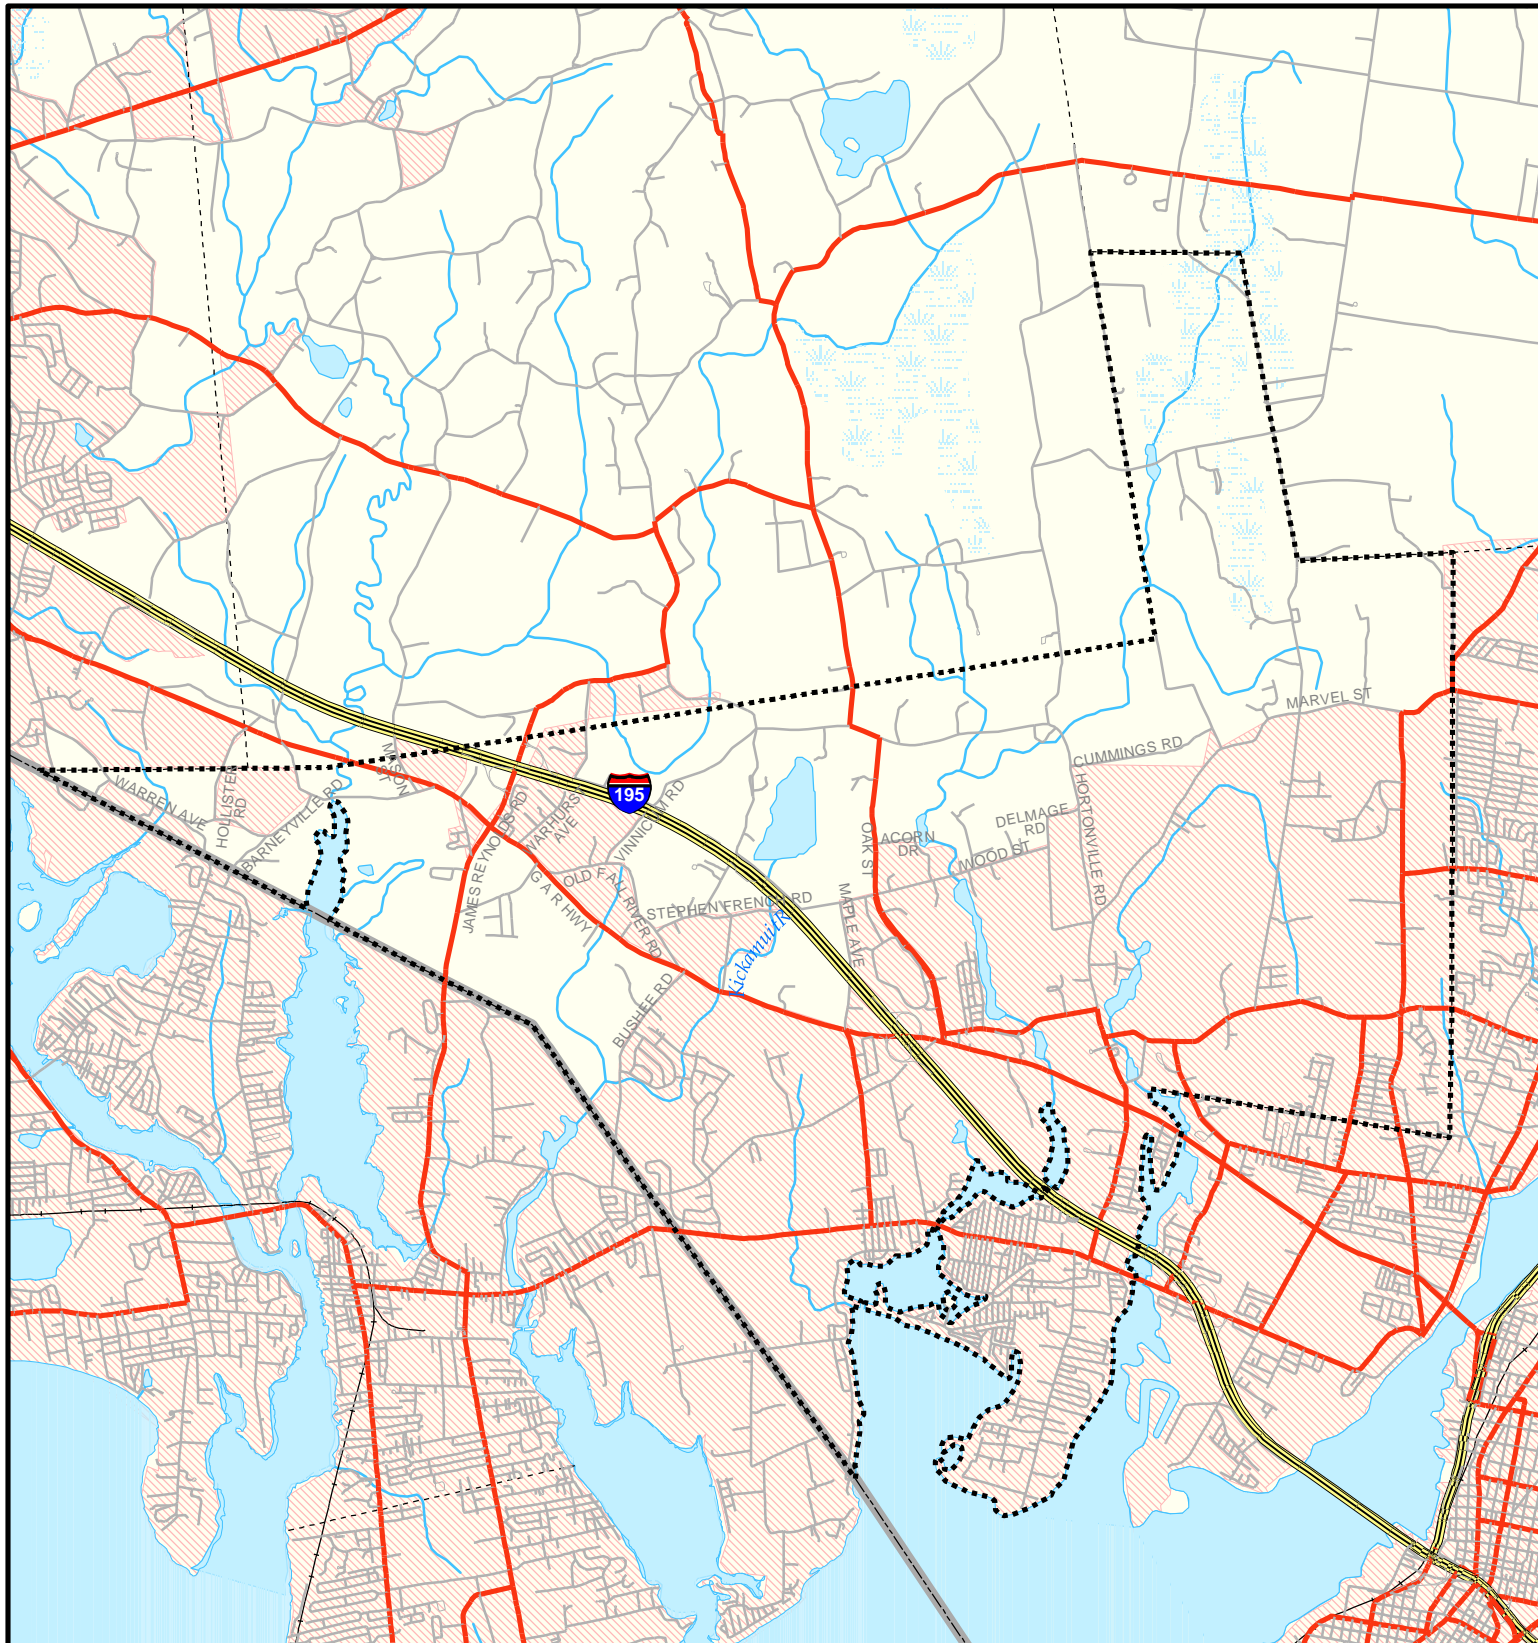 MARVEL ST
CUMMINGS RD
MASON
ST
195
WARREN AVE
HOLLISTER
RD
BARNEYVILLE RD
JAMES REYNOLDS RD
WARHURST
AVE
VINNICUM RD
G A R HWY
OLD FALL RIVER RD
STEPHEN FRENCH RD
OAK ST
ACORN
DR
DELMAGE
RD
WOOD ST
HORTONVILLE RD
MAPLE AVE
Kickamuit R
BUSHEE RD